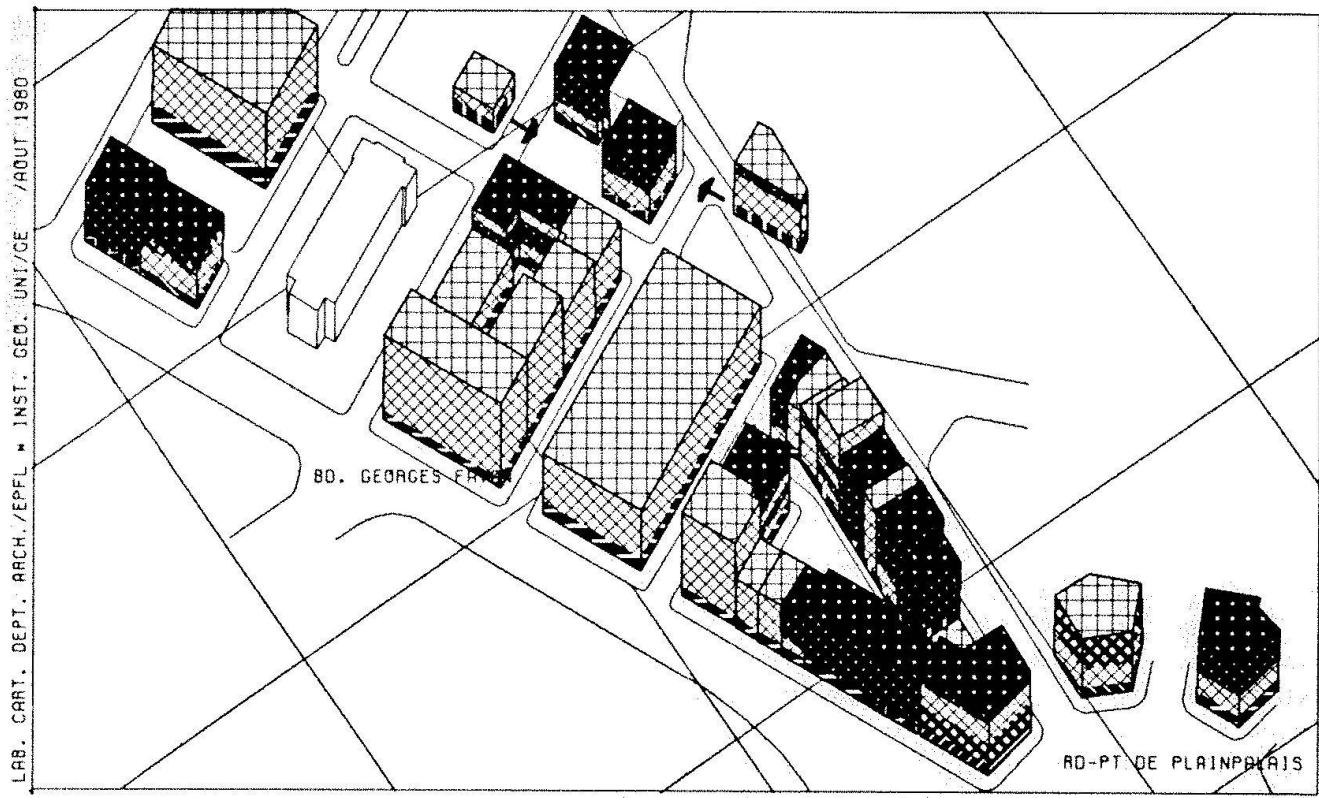 LAB. CART. DEPT. ARCH./EPFL * INST. GEO. UNI/GE /AOUT 1980
BD. GEORGES
RD-PT DE PLAINPALAIS